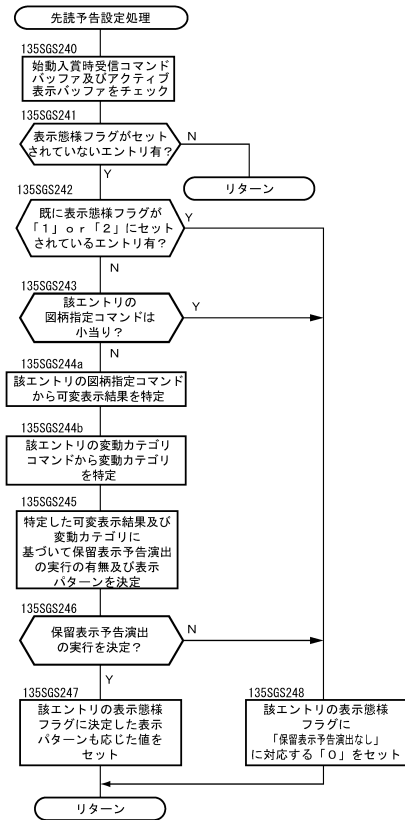 先読予告設定処理
135SGS240
始動入賞時受信コマンド
バッファ及びアクティブ
表示バッファをチェック
135SGS241
表示態様フラグがセット
されていないエントリ有？
N
Y
リターン
135SGS242
既に表示態様フラグが
「１」ｏｒ「２」にセット
されているエントリ有？
Y
N
135SGS243
該エントリの
図柄指定コマンドは
小当り？
Y
N
135SGS244a
該エントリの図柄指定コマンド
から可変表示結果を特定
135SGS244b
該エントリの変動カテゴリ
コマンドから変動カテゴリ
を特定
135SGS245
特定した可変表示結果及び
変動カテゴリに
基づいて保留表示予告演出
の実行の有無及び表示
パターンを決定
135SGS246
保留表示予告演出
の実行を決定？
N
Y
135SGS247
該エントリの表示態様
フラグに決定した表示
パターンも応じた値を
セット
135SGS248
該エントリの表示態様
フラグに
「保留表示予告演出なし」
に対応する「０」をセット
リターン